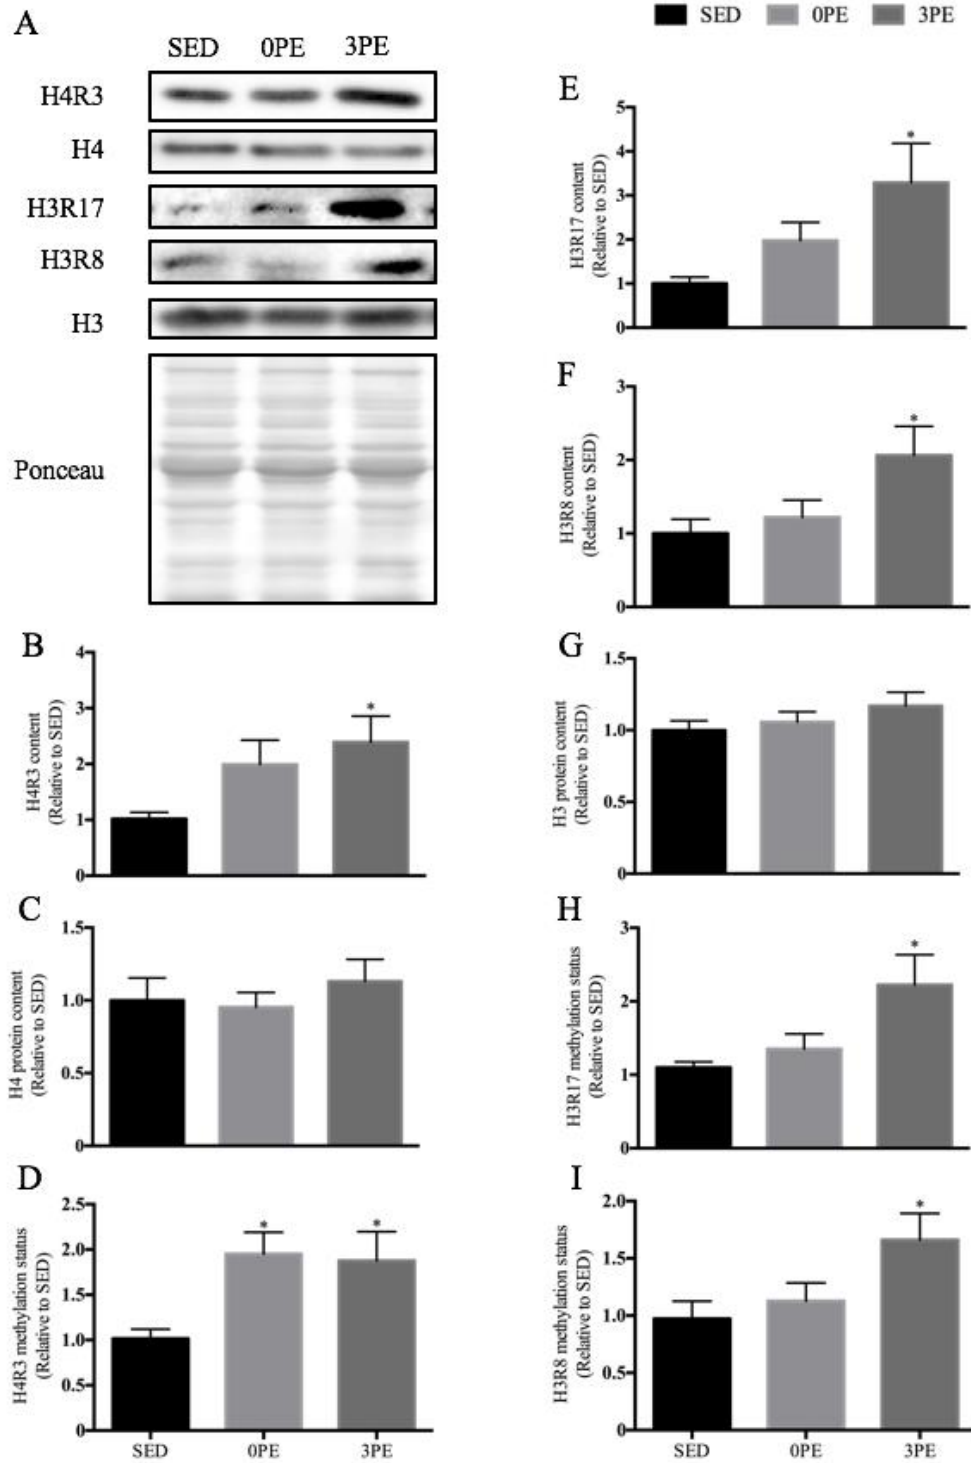 A
SED 0PE 3PE
H4R3
H4
H3R17
H3R8
H3
Ponceau
B
4
3
2
1
0
H4R3 content
(Relative to SED)
*
C
1.5
1.0
0.5
0
H4 protein content
(Relative to SED)
D
2.5
2.0
1.5
1.0
0.5
0
H4R3 methylation status
(Relative to SED)
* *
SED 0PE 3PE
SED 0PE 3PE
E
5
4
3
2
1
0
H3R17 content
(Relative to SED)
*
F
3
2
1
0
H3R8 content
(Relative to SED)
*
G
1.5
1.0
0.5
0
H3 protein content
(Relative to SED)
H
3
2
1
0
H3R17 methylation status
(Relative to SED)
*
I
2.0
1.5
1.0
0.5
0
H3R8 methylation status
(Relative to SED)
*
SED 0PE 3PE